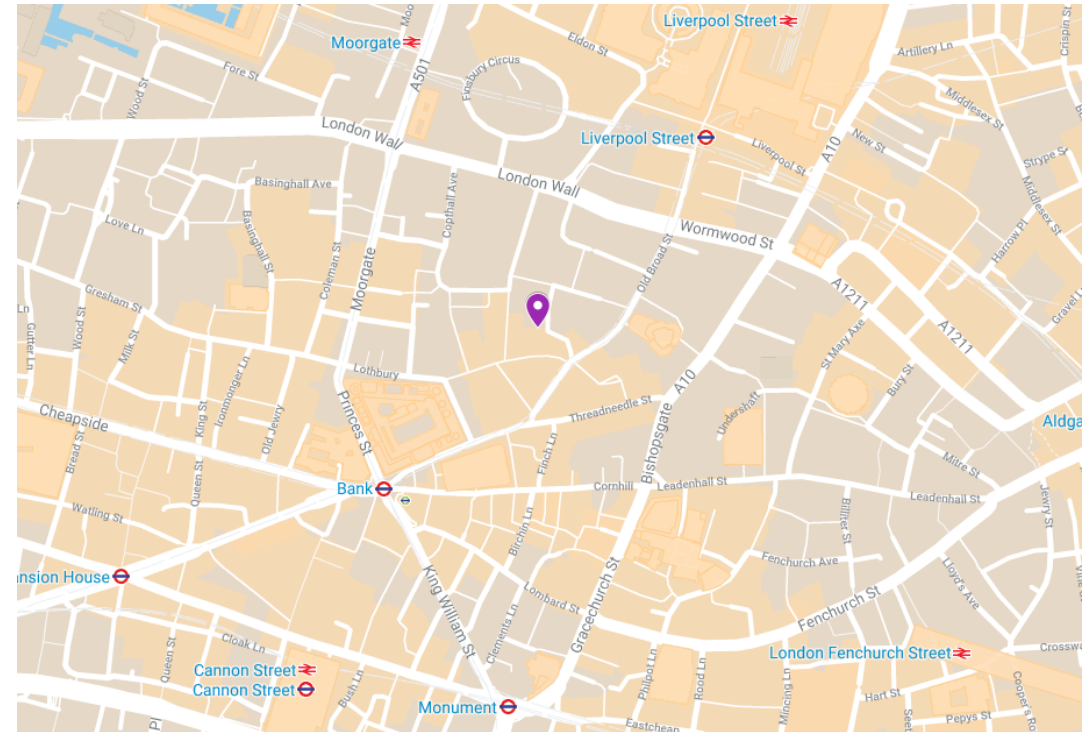 Liverpool Street
Moorgate
Eldon St
Crispin St
Artillery Ln
Fore St
A501
Finsbury Circus
Wood St
Middlesex St
London Wall
Liverpool Street
A10
New St
Liverpool St
Strype St
Basinghall Ave
London Wall
Copthall Ave
Middlesex St
Love Ln
Basinghall St
Wormwood St
Harrow Pl
Coleman St
Moorgate
Old Broad St
A1211
Gresham St
Gravel Ln
Ln
Wood St
Gutter Ln
Milk St
A1211
St Mary Axe
Lothbury
Bury St
A10
Ironmonger Ln
King St
Princes St
Threadneedle St
Undershaft
Cheapside
Old Jewry
Bishopsgate
Aldga
Bread St
Finch Ln
Mitre St
Queen St
Bank
Cornhill
Leadenhall St
Leadenhall St
Jewry St
Watling St
Birchin Ln
Billiter St
Fenchurch Ave
Lloyd's Ave
ansion House
King William St
Lombard St
Gracechurch St
Fenchurch St
Clements Ln
Cloak Ln
Queen St
Crosswa
London Fenchurch Street
Cannon Street
Cannon Street
Bush Ln
Philpot Ln
Rood Ln
Mincing Ln
Hart St
Cooper's Ro
Monument
Pl
Eastcheap
Seet
Pepys St